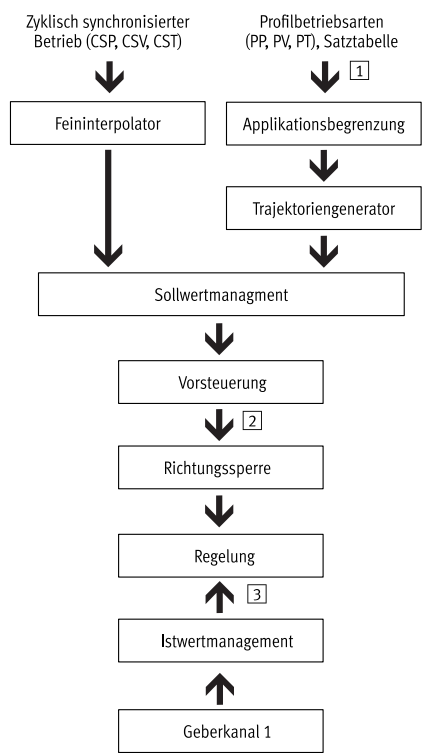 Zyklisch synchronisierter
Betrieb (CSP, CSV, CST)
Profilbetriebsarten
(PP, PV, PT), Satztabelle
1
Feininterpolator
Applikationsbegrenzung
Trajektoriengenerator
Sollwertmanagment
Vorsteuerung
2
Richtungssperre
Regelung
3
Istwertmanagement
Geberkanal 1